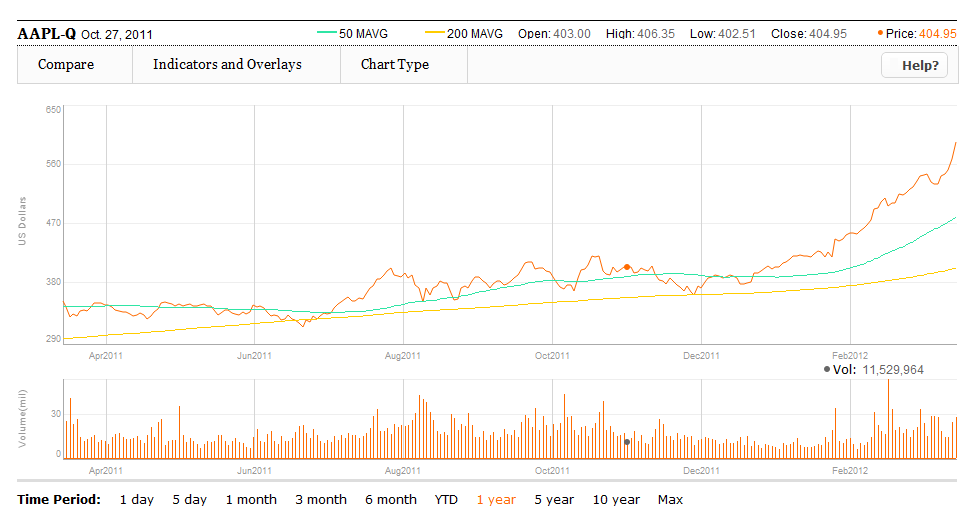 AAPL-Q Oct. 27, 2011 50 MAVG 200 MAVG Open: 403.00 High: 406.35 Low: 402.51 Close: 404.95 Price: 404.95
Compare Indicators and Overlays Chart Type Help?
650
560
470
380
290
US Dollars
Apr2011 Jun2011 Aug2011 Oct2011 Dec2011 Feb2012
Vol: 11,529,964
30
0
Volume(mil)
Apr2011 Jun2011 Aug2011 Oct2011 Dec2011 Feb2012
Time Period: 1 day 5 day 1 month 3 month 6 month YTD 1 year 5 year 10 year Max